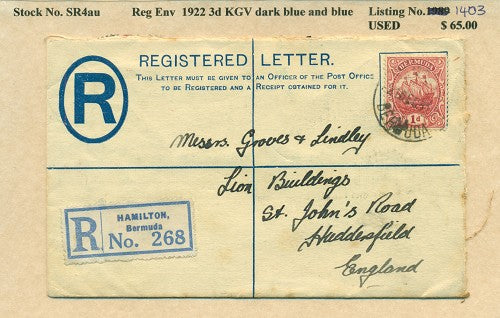 Stock No. SR4au Reg Env 1922 3d KGV dark blue and blue Listing No. 1403
USED $ 65.00
REGISTERED LETTER.
THIS LETTER MUST BE GIVEN TO AN OFFICER OF THE POST OFFICE
TO BE REGISTERED AND A RECEIPT OBTAINED FOR IT.
R
BERMUDA
1d
BERMUDA
Messrs. Groves & Lindley
Lion Buildings
St. John's Road
Huddersfield
England
R
HAMILTON,
Bermuda
No. 268